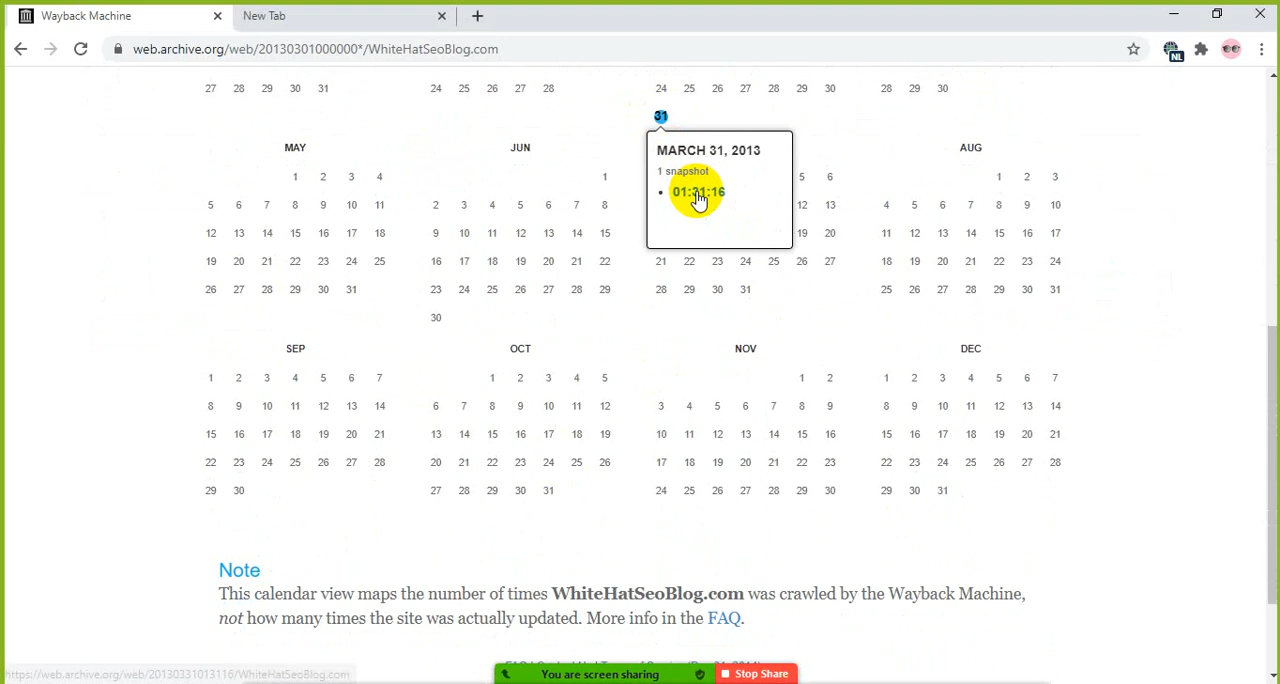 Wayback Machine
New Tab
web.archive.org/web/20130301000000*/WhiteHatSeoBlog.com
NL
27 28 29 30 31
24 25 26 27 28
24 25 26 27 28 29 30
31
28 29 30
MAY
1 2 3 4
5 6 7 8 9 10 11
12 13 14 15 16 17 18
19 20 21 22 23 24 25
26 27 28 29 30 31
JUN
1
2 3 4 5 6 7 8
9 10 11 12 13 14 15
16 17 18 19 20 21 22
23 24 25 26 27 28 29
30
MARCH 31, 2013
1 snapshot
• 01:31:16
5 6
12 13
19 20
21 22 23 24 25 26 27
28 29 30 31
AUG
1 2 3
4 5 6 7 8 9 10
11 12 13 14 15 16 17
18 19 20 21 22 23 24
25 26 27 28 29 30 31
SEP
1 2 3 4 5 6 7
8 9 10 11 12 13 14
15 16 17 18 19 20 21
22 23 24 25 26 27 28
29 30
OCT
1 2 3 4 5
6 7 8 9 10 11 12
13 14 15 16 17 18 19
20 21 22 23 24 25 26
27 28 29 30 31
NOV
1 2
3 4 5 6 7 8 9
10 11 12 13 14 15 16
17 18 19 20 21 22 23
24 25 26 27 28 29 30
DEC
1 2 3 4 5 6 7
8 9 10 11 12 13 14
15 16 17 18 19 20 21
22 23 24 25 26 27 28
29 30 31
Note
This calendar view maps the number of times WhiteHatSeoBlog.com was crawled by the Wayback Machine,
not how many times the site was actually updated. More info in the FAQ.
https://web.archive.org/web/20130331013116/WhiteHatSeoBlog.com
You are screen sharing
Stop Share